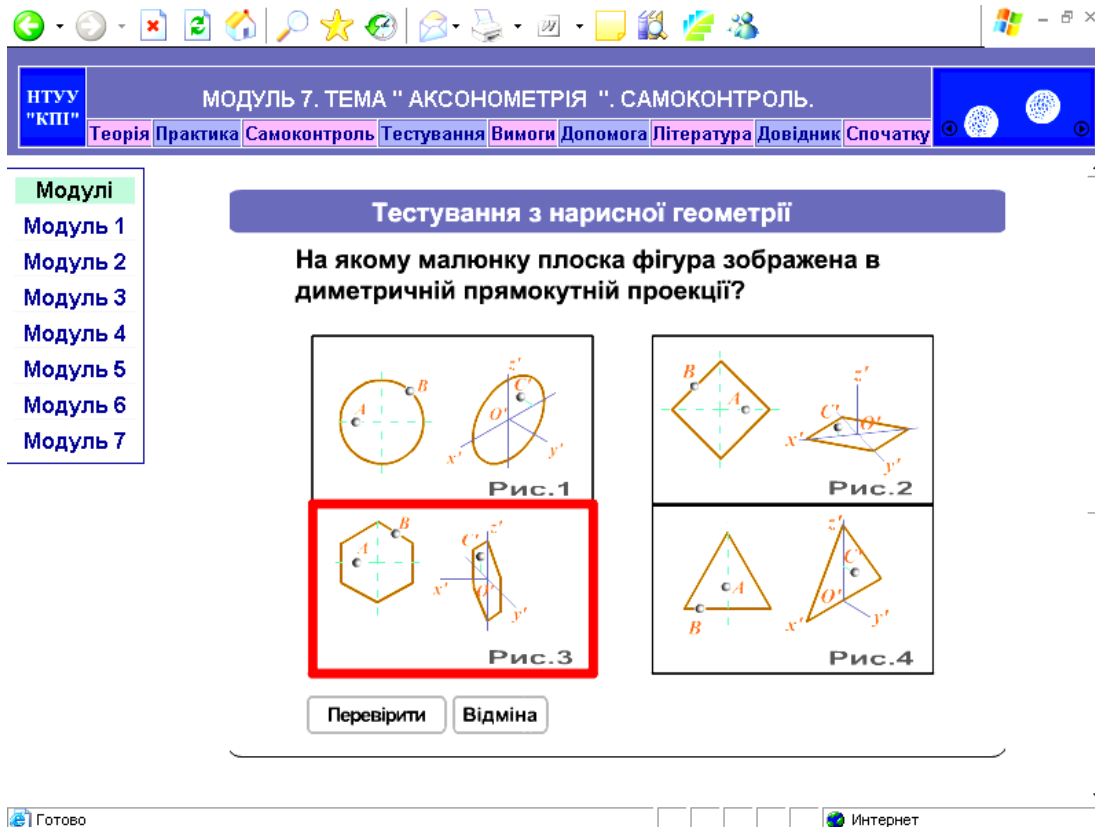 НТУУ
"КПІ"
МОДУЛЬ 7. ТЕМА " АКСОНОМЕТРІЯ ". САМОКОНТРОЛЬ.
Теорія Практика Самоконтроль Тестування Вимоги Допомога Література Довідник Спочатку
Модулі
Модуль 1
Модуль 2
Модуль 3
Модуль 4
Модуль 5
Модуль 6
Модуль 7
Тестування з нарисної геометрії
На якому малюнку плоска фігура зображена в
диметричній прямокутній проекції?
A B z' C' O' x' y'
Рис.1
B A z' C' O' x' y'
Рис.2
A B z' C' O' x' y'
Рис.3
A B z' C' O' x' y'
Рис.4
Перевірити Відміна
Готово Интернет